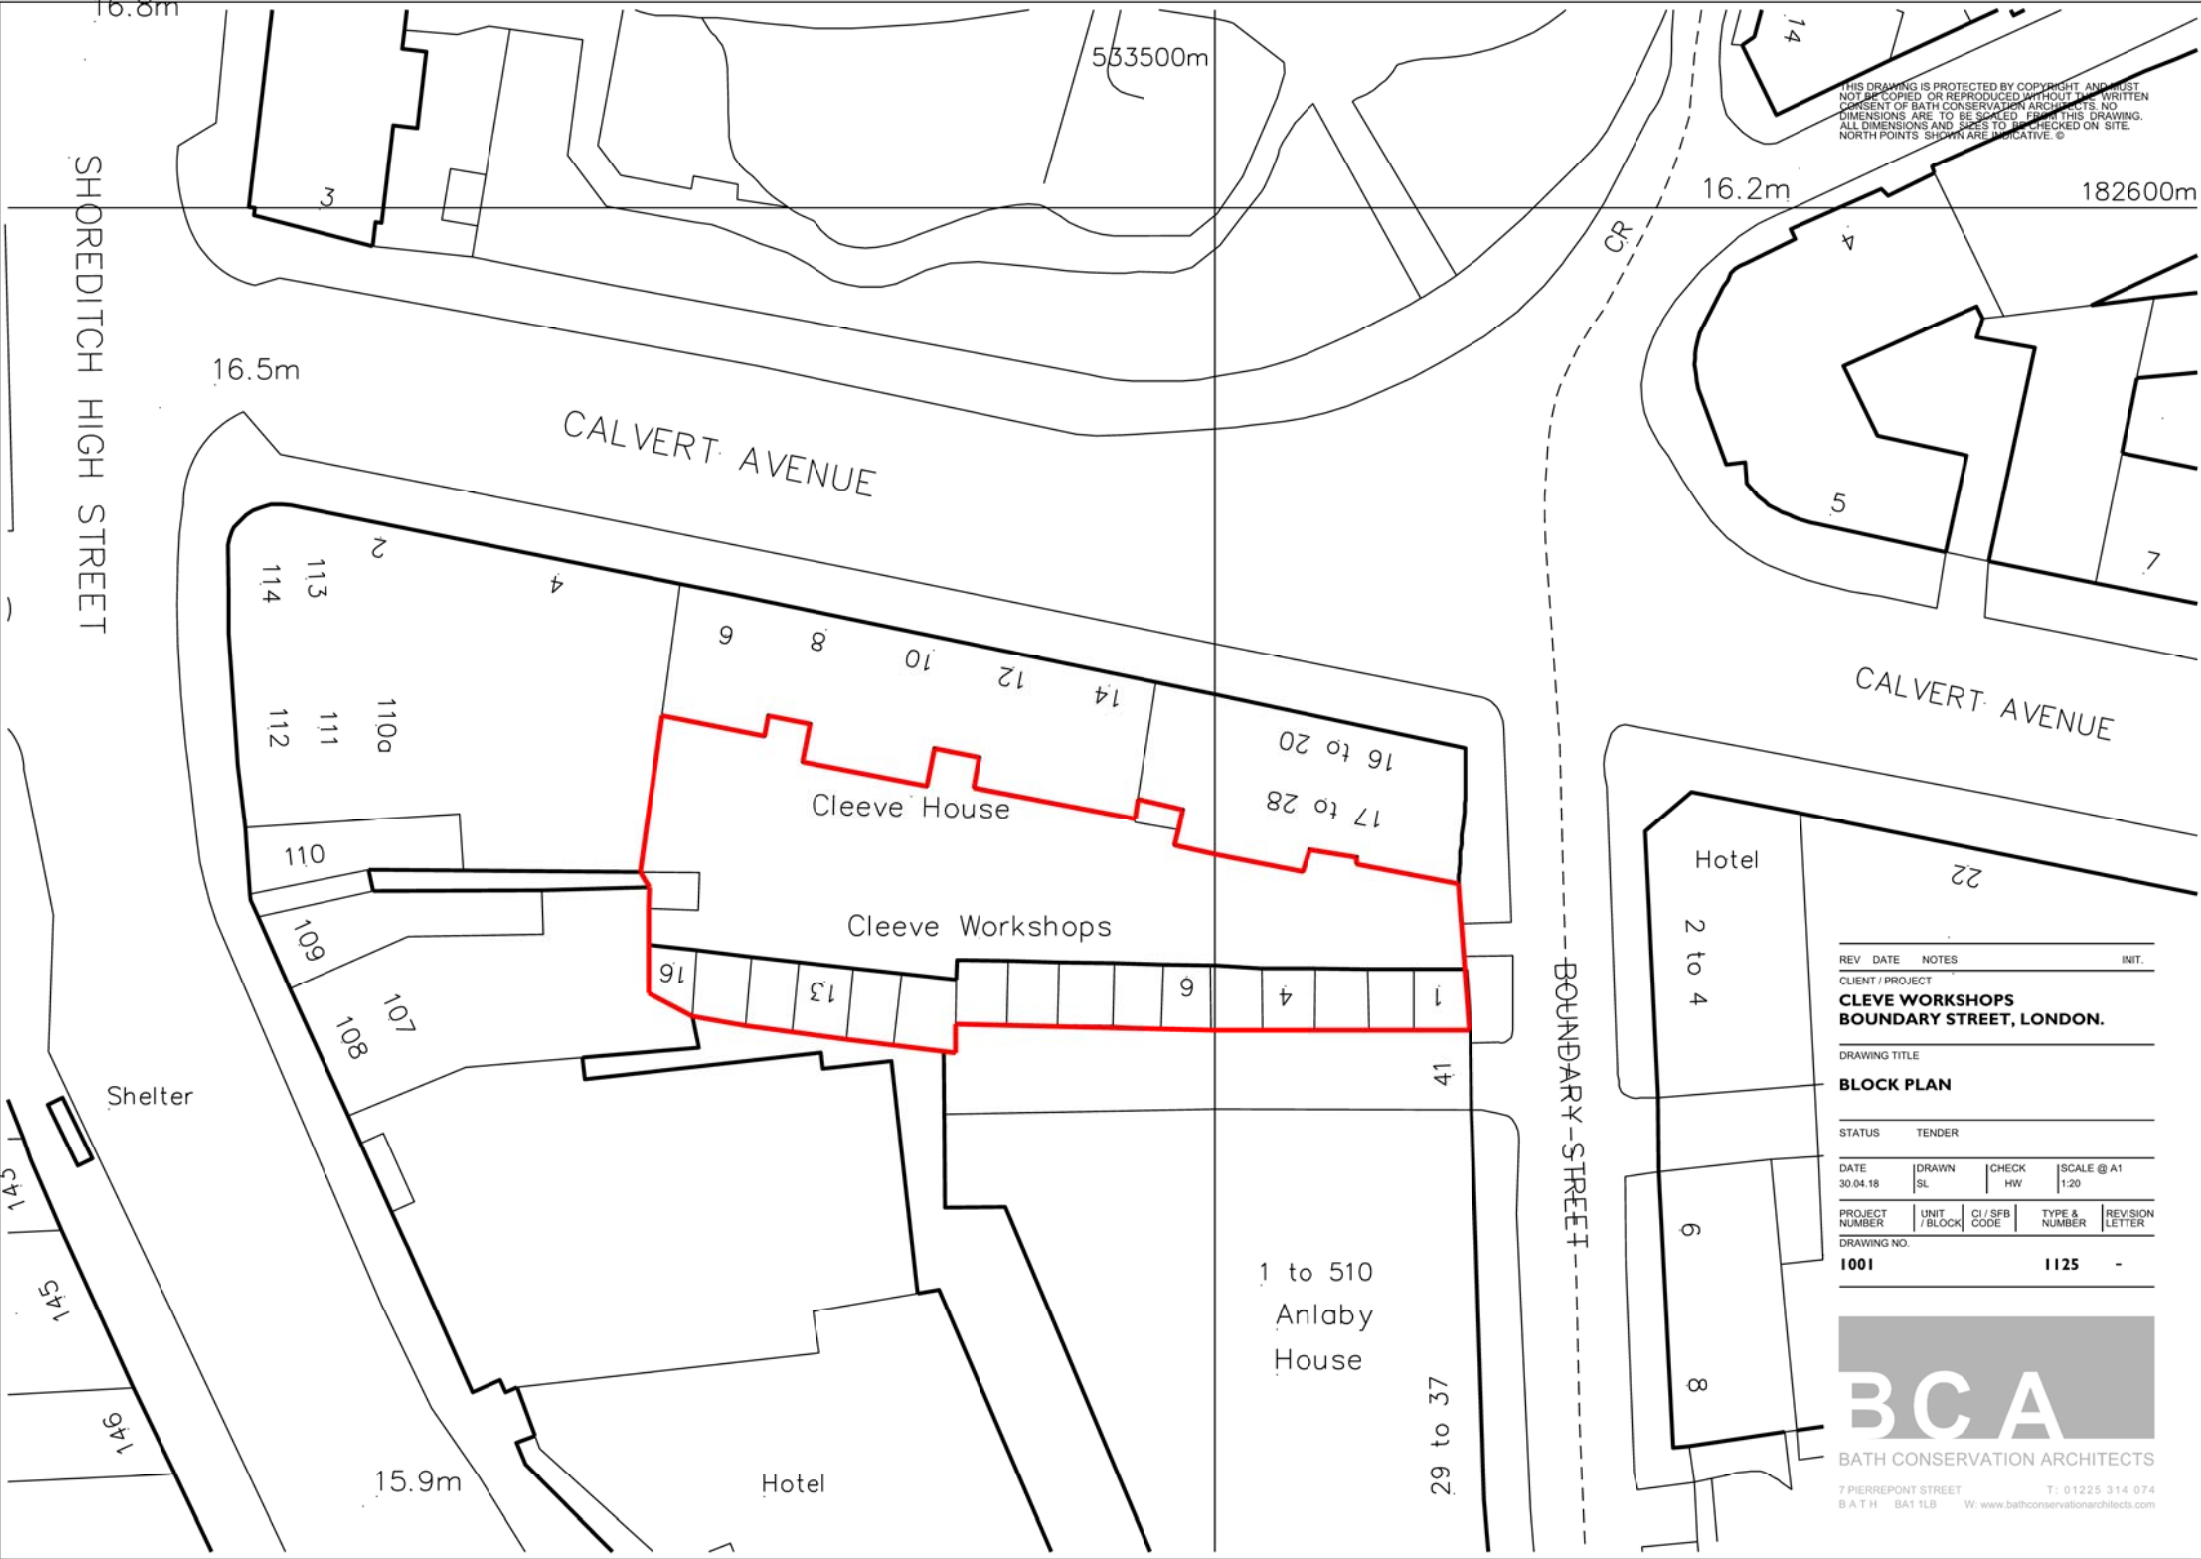 16.8m
533500m
14
THIS DRAWING IS PROTECTED BY COPYRIGHT AND MUST
NOT BE COPIED OR REPRODUCED WITHOUT THE WRITTEN
CONSENT OF BATH CONSERVATION ARCHITECTS. NO
DIMENSIONS ARE TO BE SCALED FROM THIS DRAWING.
ALL DIMENSIONS AND SIZES TO BE CHECKED ON SITE.
NORTH POINTS SHOWN ARE INDICATIVE. ©
SHOREDITCH HIGH STREET
3
16.2m
182600m
CR
4
16.5m
CALVERT AVENUE
5
7
2
4
114
113
6
8
10
12
14
112
111
110a
16 to 20
17 to 28
CALVERT AVENUE
Cleeve House
110
Hotel
22
109
Cleeve Workshops
2 to 4
16
13
6
4
1
107
108
41
BOUNDARY STREET
Shelter
143
145
146
1 to 510
Anlaby
House
6
8
29 to 37
15.9m
Hotel
REV DATE NOTES INIT.
CLIENT / PROJECT
CLEVE WORKSHOPS
BOUNDARY STREET, LONDON.
DRAWING TITLE
BLOCK PLAN
STATUS TENDER
DATE DRAWN CHECK SCALE @ A1
30.04.18 SL HW 1:20
PROJECT NUMBER UNIT / BLOCK CI / SFB CODE TYPE & NUMBER REVISION LETTER
DRAWING NO.
1001 1125 -
BCA
BATH CONSERVATION ARCHITECTS
7 PIERREPONT STREET T: 01225 314 074
BATH BA1 1LB W: www.bathconservationarchitects.com